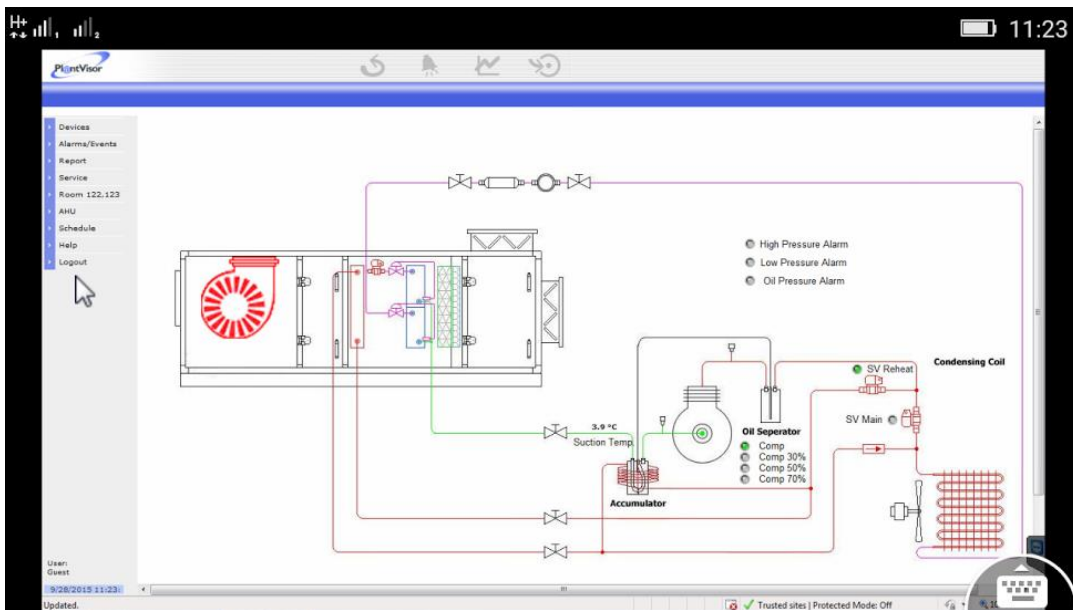 H+ 1 2 11:23
PlantVisor
Devices
Alarms/Events
Report
Service
Room 122,123
AHU
Schedule
Help
Logout
High Pressure Alarm
Low Pressure Alarm
Oil Pressure Alarm
Condensing Coil
SV Reheat
SV Main
3.9 °C
Suction Temp.
Oil Seperator
Comp
Comp 30%
Comp 50%
Comp 70%
Accumulator
User:
Guest
9/28/2015 11:23:
Updated.
Trusted sites | Protected Mode: Off